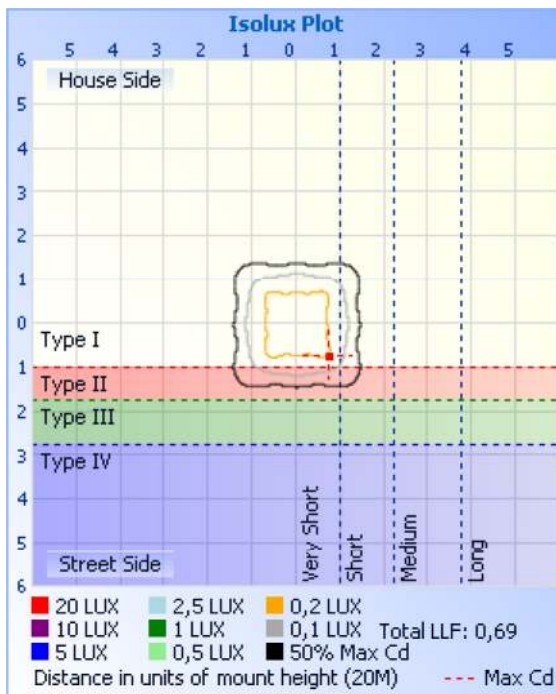 Isolux Plot
5 4 3 2 1 0 1 2 3 4 5
6
House Side
5
4
3
2
1
0
Type I
1
Type II
2
Type III
3
Type IV
4
5
Street Side
6
Very Short
Short
Medium
Long
20 LUX 2,5 LUX 0,2 LUX
10 LUX 1 LUX 0,1 LUX Total LLF: 0,69
5 LUX 0,5 LUX 50% Max Cd
Distance in units of mount height (20M) Max Cd